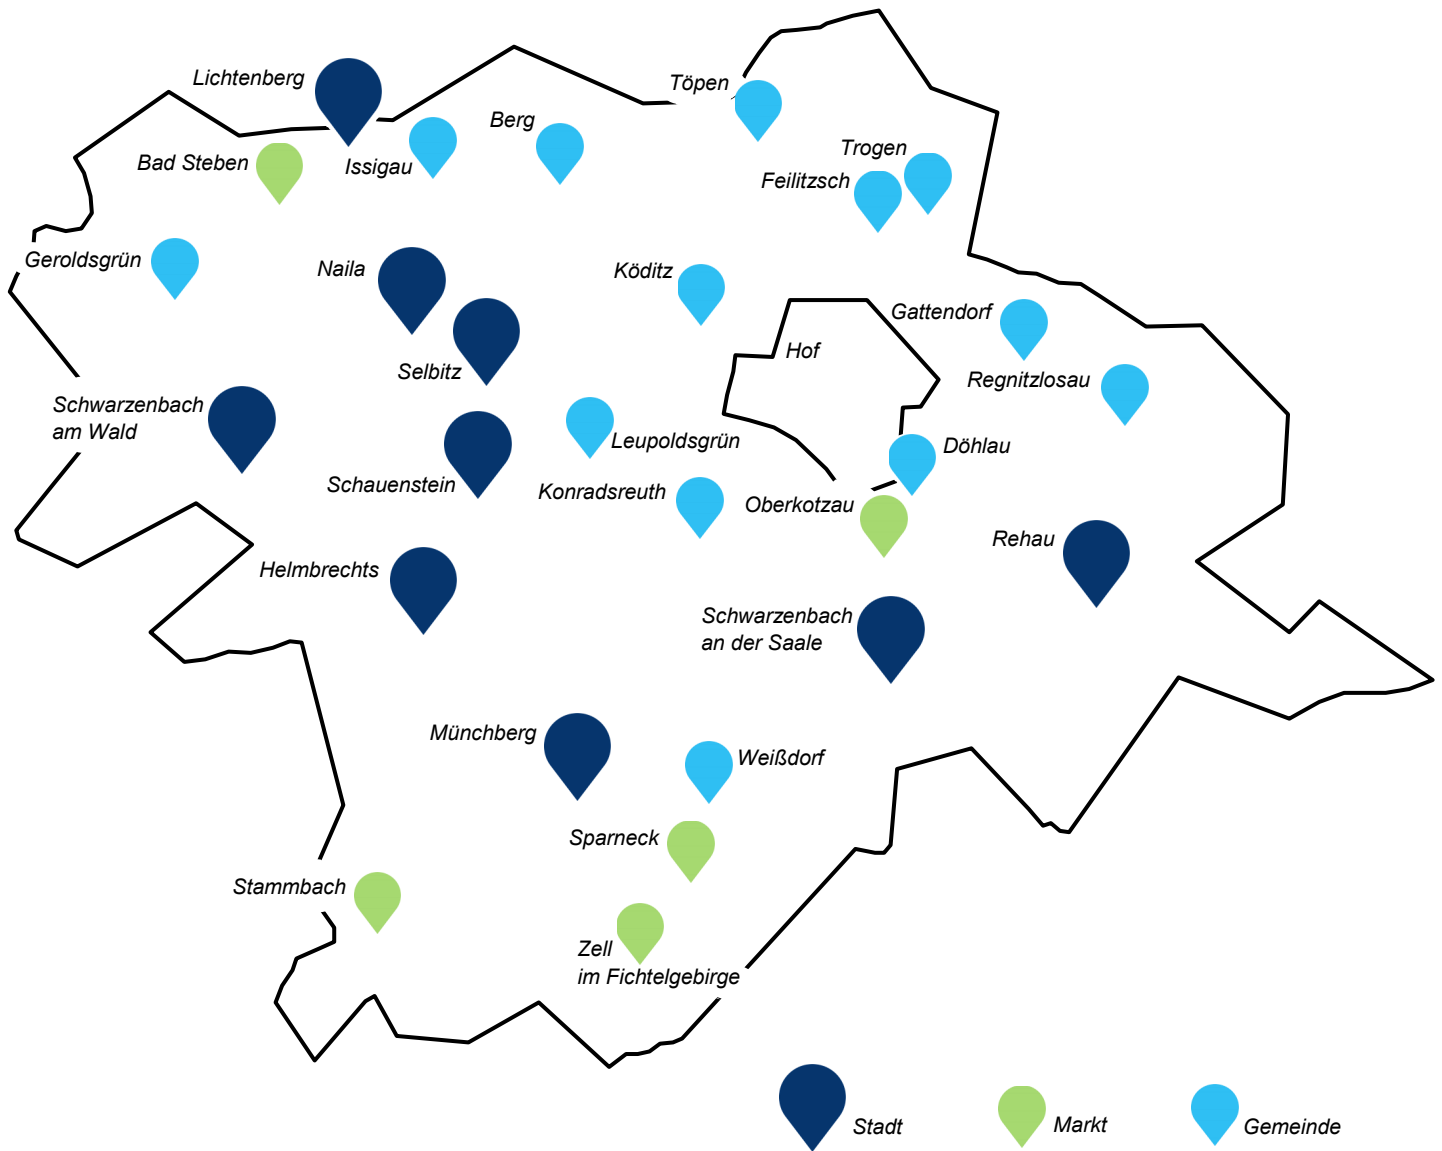 Lichtenberg
Töpen
Berg
Trogen
Bad Steben
Issigau
Feilitzsch
Geroldsgrün
Naila
Köditz
Gattendorf
Hof
Selbitz
Regnitzlosau
Schwarzenbach
am Wald
Leupoldsgrün
Döhlau
Schauenstein
Konradsreuth
Oberkotzau
Rehau
Helmbrechts
Schwarzenbach
an der Saale
Münchberg
Weißdorf
Sparneck
Stammbach
Zell
im Fichtelgebirge
Stadt
Markt
Gemeinde